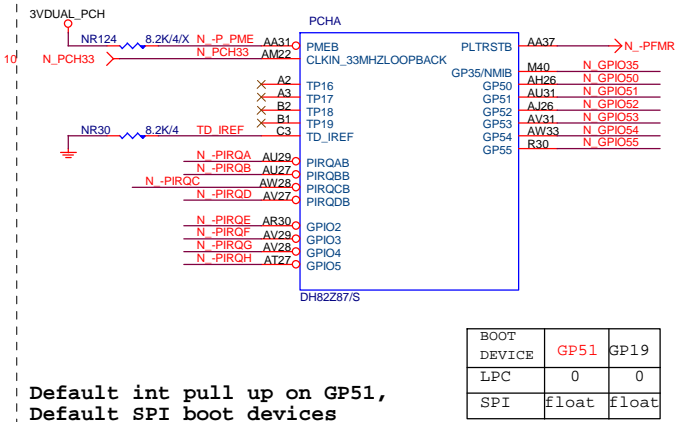 3VDUAL_PCH
PCHA
NR124 8.2K/4/X N_-P_PME AA31 PMEB PLTRSTB AA37 N_-PFMR
10 N_PCH33 N_PCH33 AM22 CLKIN_33MHZLOOPBACK
GP35/NMIB M40 N_GPIO35
A2 TP16 GP50 AH26 N_GPIO50
A3 TP17 GP51 AU31 N_GPIO51
B2 TP18 GP52 AJ26 N_GPIO52
B1 TP19 GP53 AV31 N_GPIO53
NR30 8.2K/4 TD_IREF C3 TD_IREF GP54 AW33 N_GPIO54
GP55 R30 N_GPIO55
N_-PIRQA AU29 PIRQAB
N_-PIRQB AU27 PIRQBB
N_-PIRQC AW28 PIRQCB
N_-PIRQD AV27 PIRQDB
N_-PIRQE AR30 GPIO2
N_-PIRQF AV29 GPIO3
N_-PIRQG AV28 GPIO4
N_-PIRQH AT27 GPIO5
DH82Z87/S
BOOT
DEVICE GP51 GP19
LPC 0 0
SPI float float
Default int pull up on GP51,
Default SPI boot devices